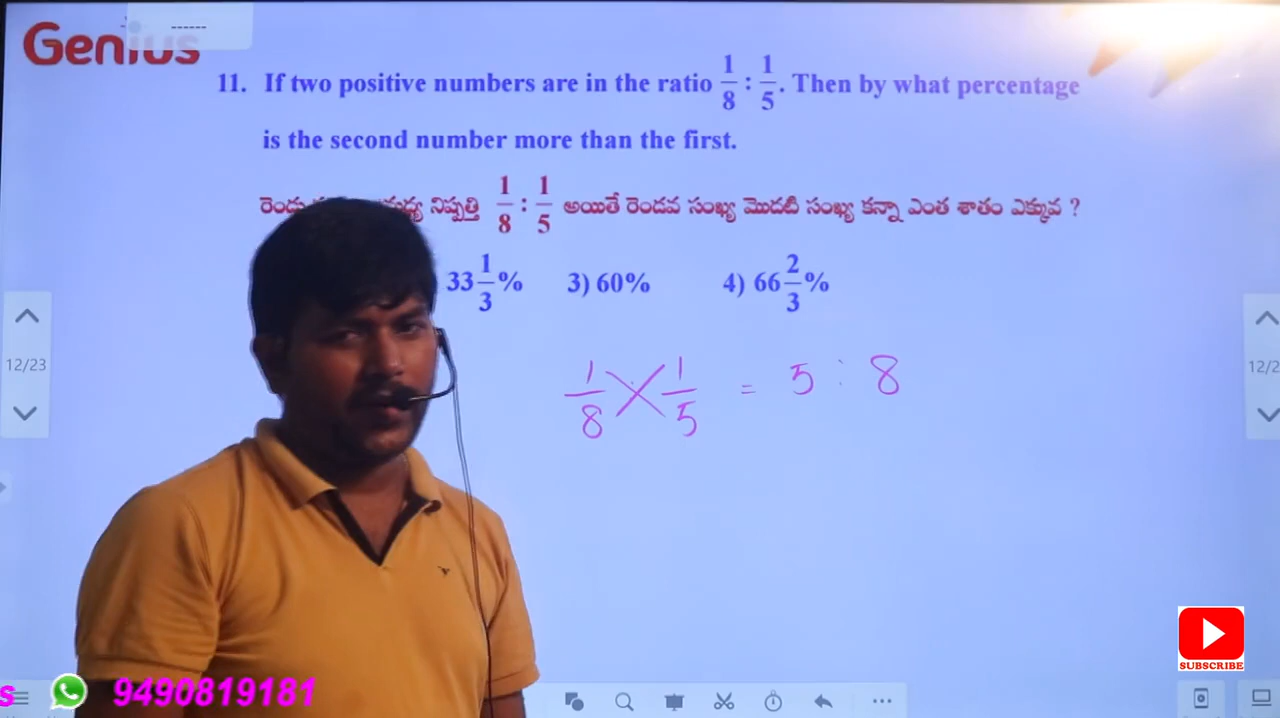 Genius
11. If two positive numbers are in the ratio 1/8 : 1/5. Then by what percentage
is the second number more than the first.
నిష్పత్తి 1/8 : 1/5 అయితే రెండవ సంఖ్య మొదటి సంఖ్య కన్నా ఎంత శాతం ఎక్కువ ?
33 1/3% 3) 60% 4) 66 2/3%
1/8 1/5 = 5 : 8
12/23
12/2
SUBSCRIBE
s 9490819181